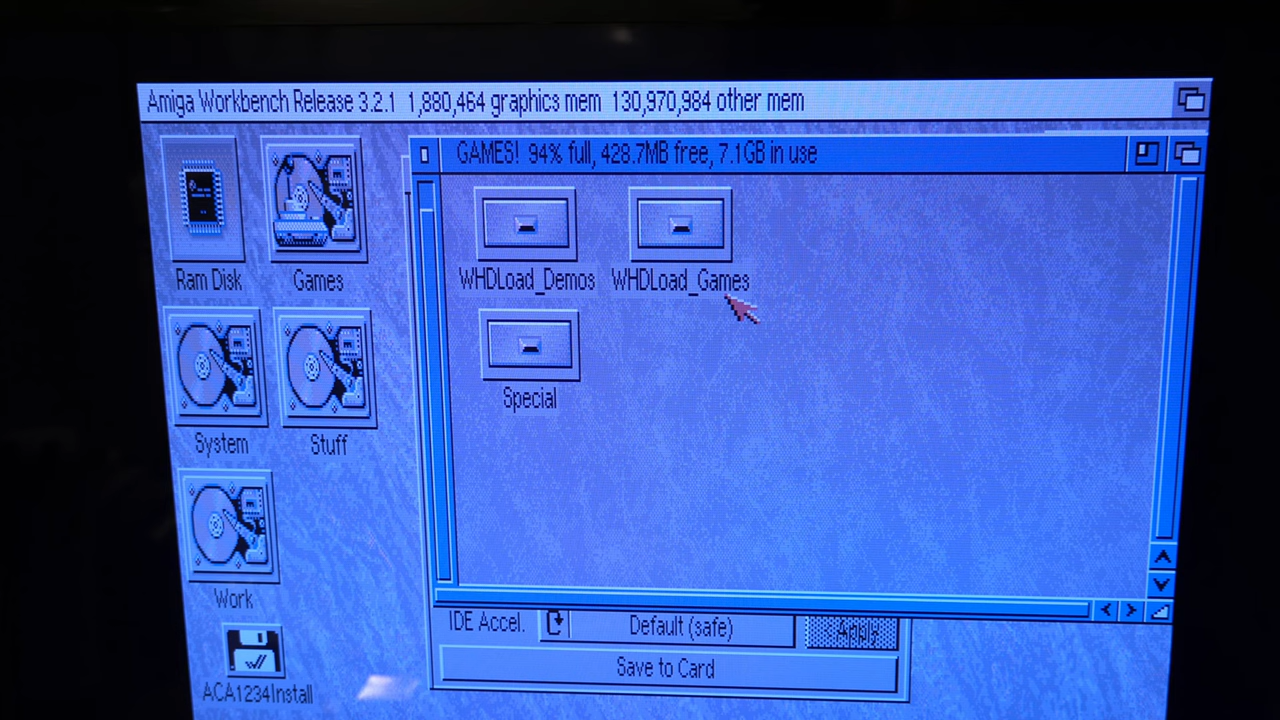 Amiga Workbench Release 3.2.1 1,880,464 graphics mem 130,970,984 other mem
GAMES! 94% full, 428.7MB free, 7.1GB in use
Ram Disk
Games
WHDLoad_Demos
WHDLoad_Games
System
Stuff
Special
Work
ACA1234Install
IDE Accel.
Default (safe)
Apply
Save to Card